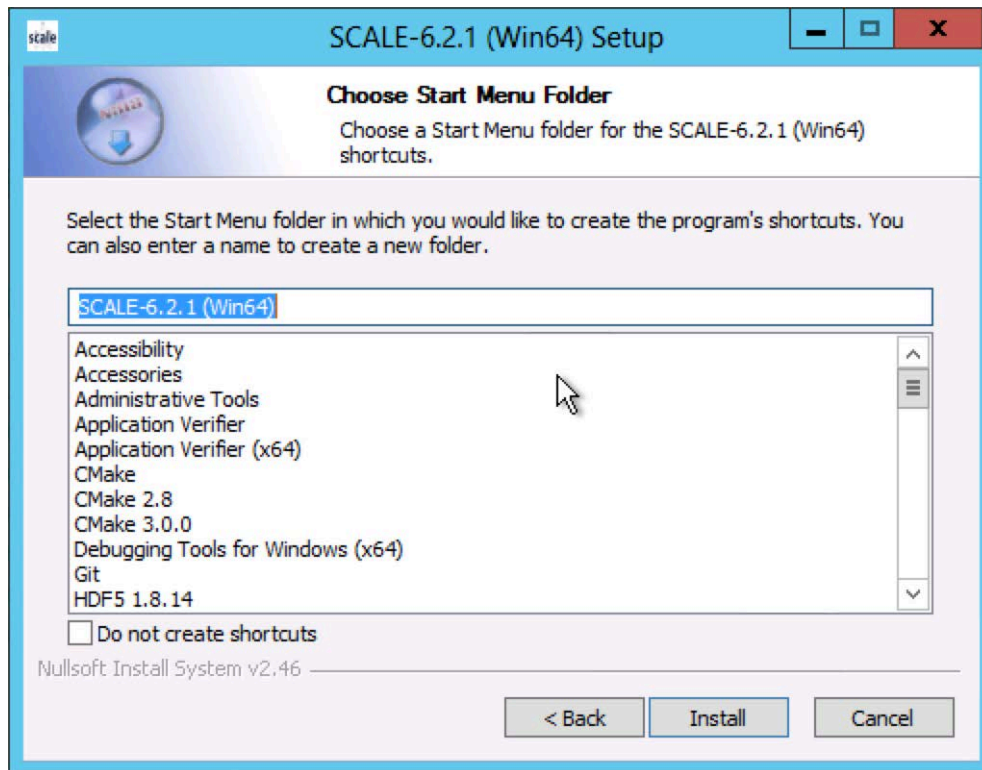 scale
SCALE-6.2.1 (Win64) Setup
Choose Start Menu Folder
Choose a Start Menu folder for the SCALE-6.2.1 (Win64)
shortcuts.
Select the Start Menu folder in which you would like to create the program's shortcuts. You
can also enter a name to create a new folder.
SCALE-6.2.1 (Win64)
Accessibility
Accessories
Administrative Tools
Application Verifier
Application Verifier (x64)
CMake
CMake 2.8
CMake 3.0.0
Debugging Tools for Windows (x64)
Git
HDF5 1.8.14
Do not create shortcuts
Nullsoft Install System v2.46
< Back
Install
Cancel